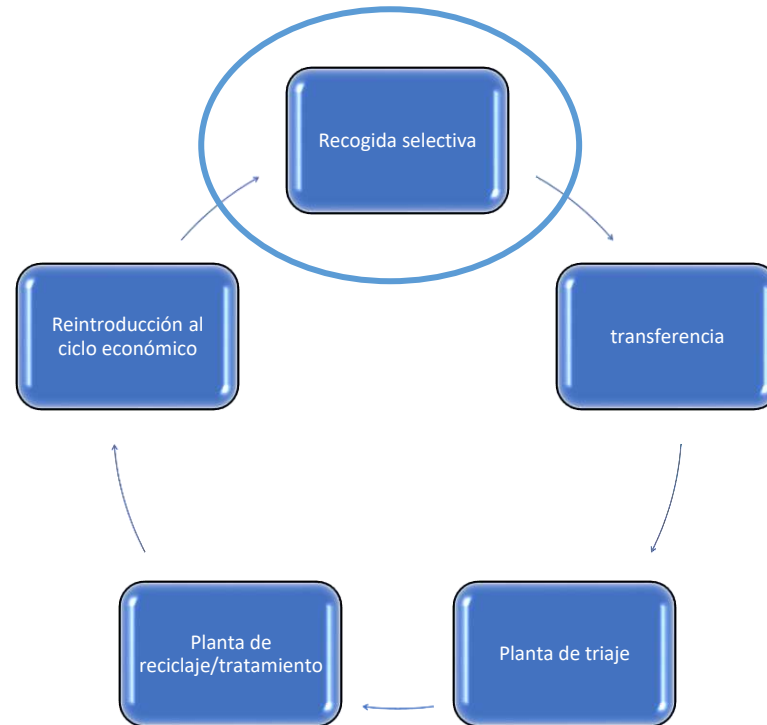 Recogida selectiva
transferencia
Planta de triaje
Planta de
reciclaje/tratamiento
Reintroducción al
ciclo económico